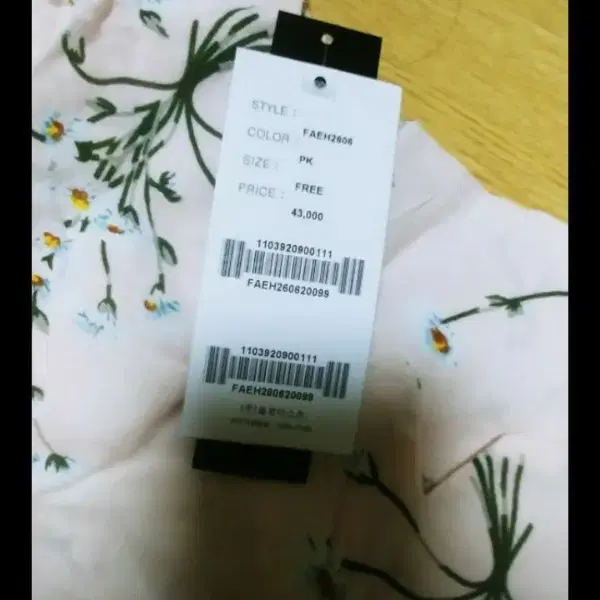 STYLE :
FAEH2606
COLOR :
PK
SIZE :
FREE
PRICE :
43,000
1103920900111
FAEH260620099
1103920900111
FAEH260620099